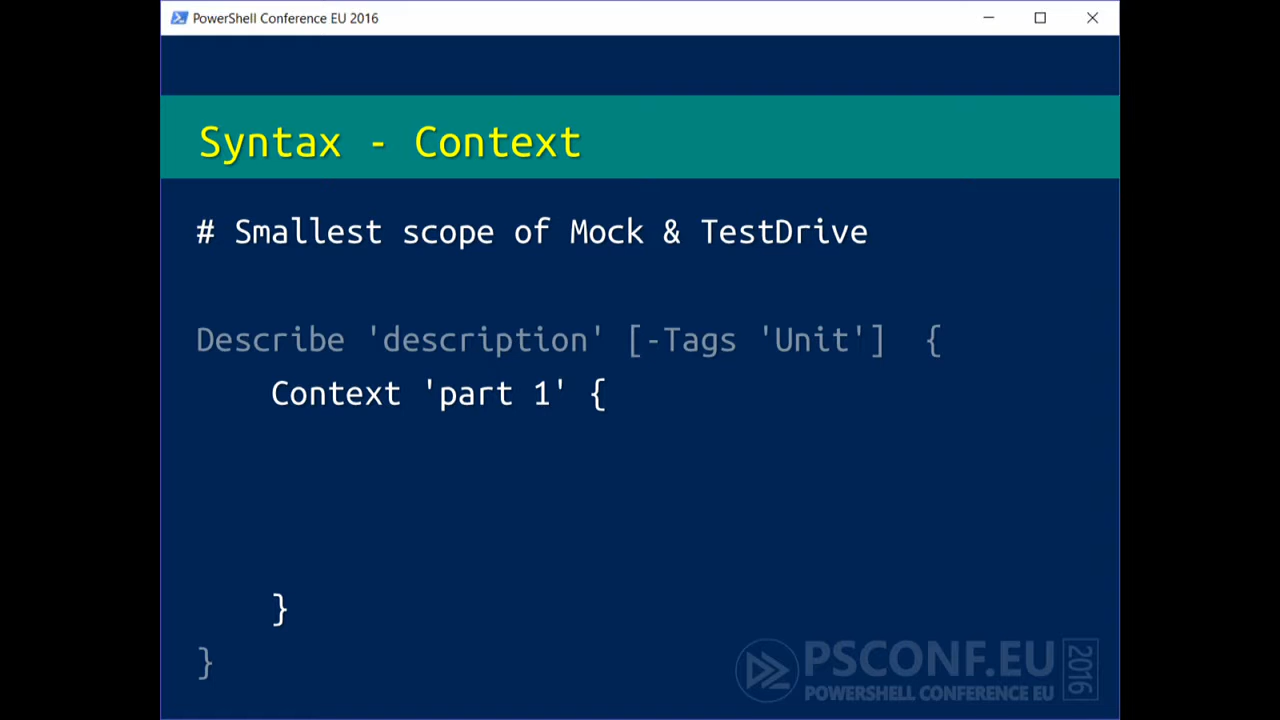 PowerShell Conference EU 2016
Syntax - Context
# Smallest scope of Mock & TestDrive
Describe 'description' [-Tags 'Unit']  {
    Context 'part 1' {
    }
}
PSCONF.EU
POWERSHELL CONFERENCE EU
2016